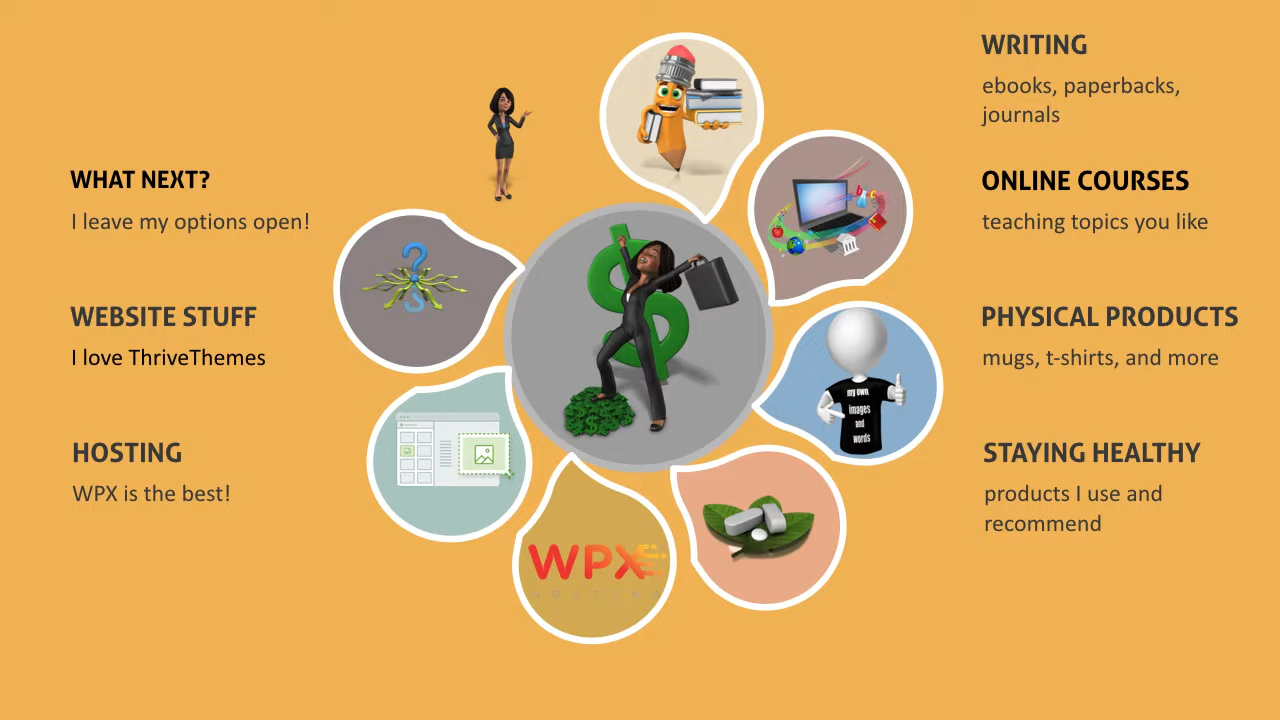 WHAT NEXT?
I leave my options open!
WEBSITE STUFF
I love ThriveThemes
HOSTING
WPX is the best!
my own
images
and
words
WPX
HOSTING
WRITING
ebooks, paperbacks,
journals
ONLINE COURSES
teaching topics you like
PHYSICAL PRODUCTS
mugs, t-shirts, and more
STAYING HEALTHY
products I use and
recommend